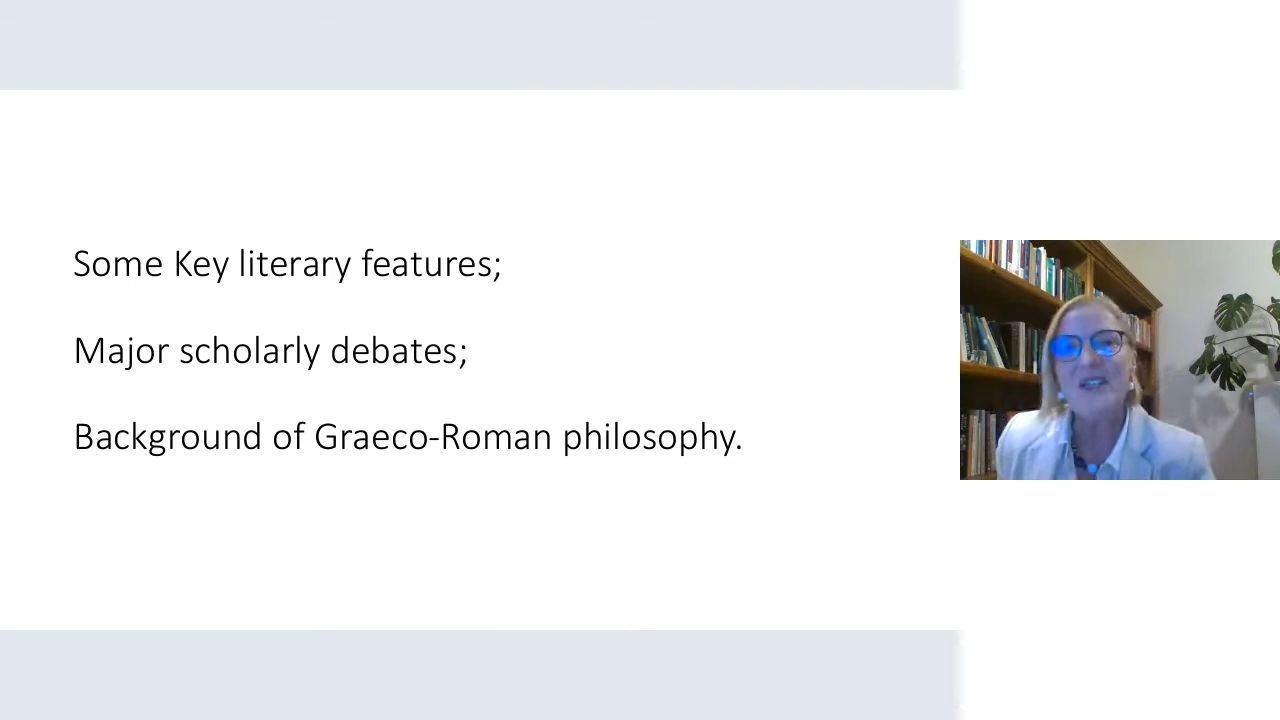 Some Key literary features;
Major scholarly debates;
Background of Graeco-Roman philosophy.